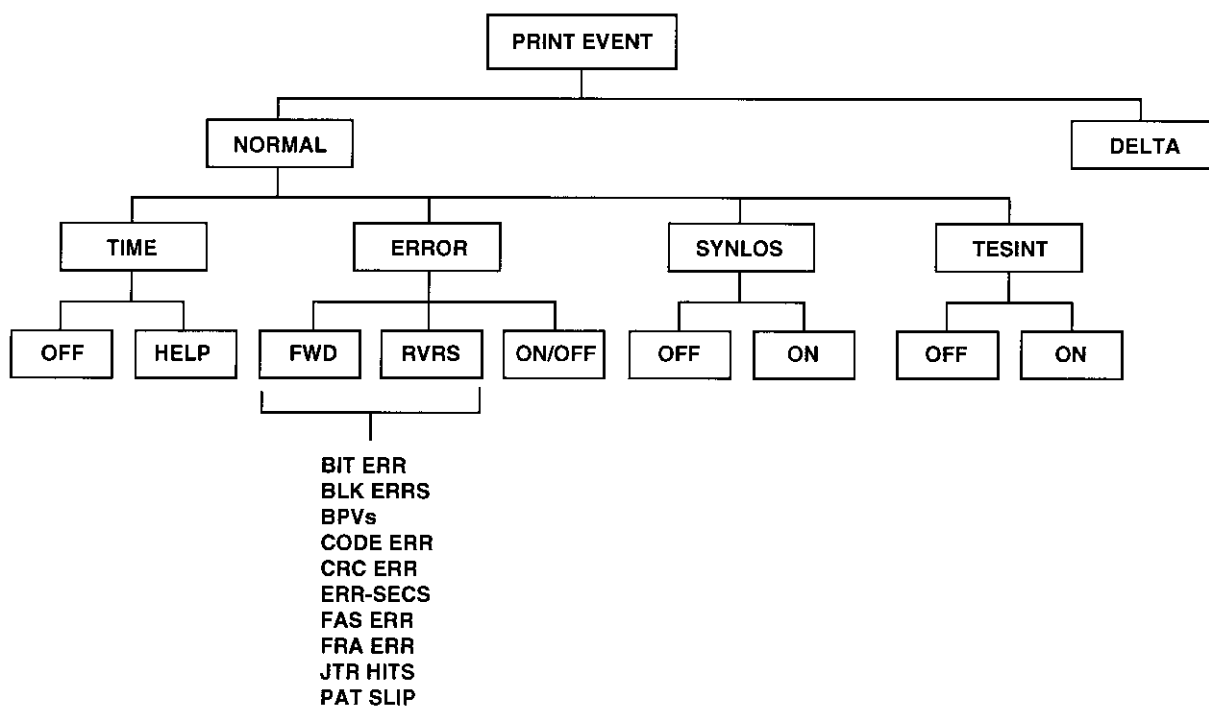 PRINT EVENT
NORMAL
DELTA
TIME
ERROR
SYNLOS
TESINT
OFF
HELP
FWD
RVRS
ON/OFF
OFF
ON
OFF
ON
BIT ERR
BLK ERRS
BPVs
CODE ERR
CRC ERR
ERR-SECS
FAS ERR
FRA ERR
JTR HITS
PAT SLIP